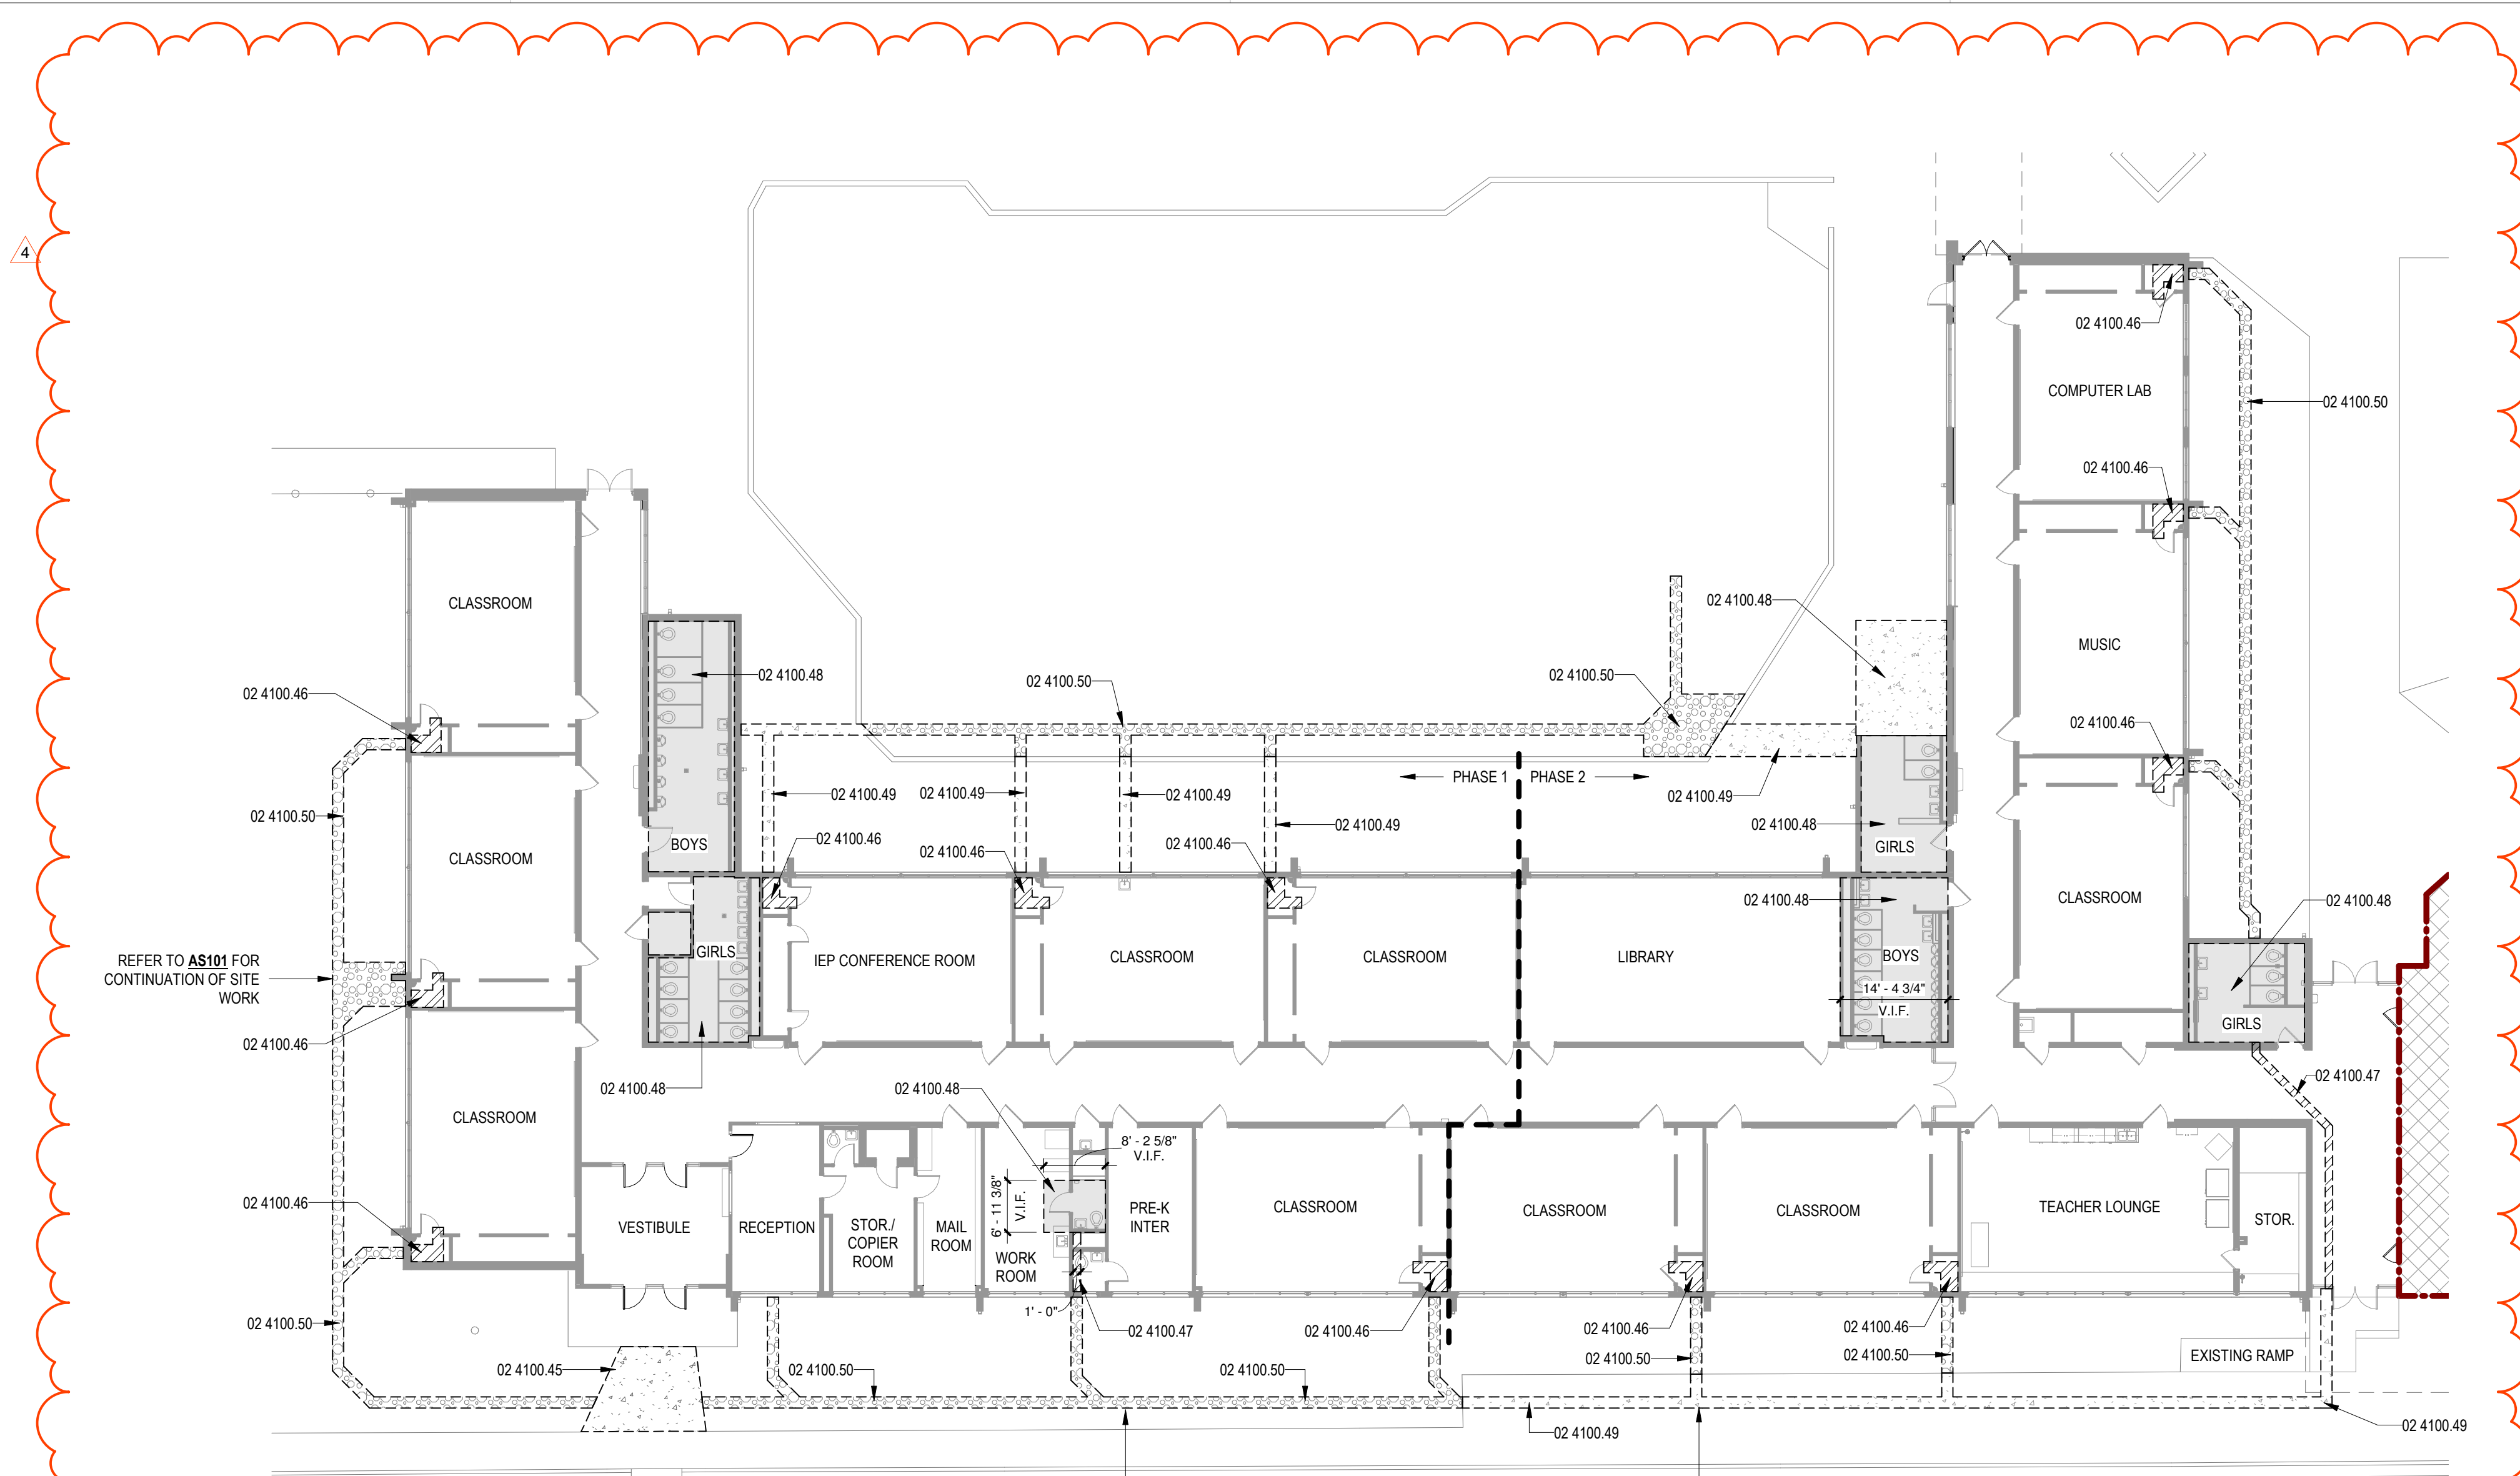 4
02 4100.46
COMPUTER LAB
02 4100.50
02 4100.46
CLASSROOM
02 4100.48
MUSIC
02 4100.46
02 4100.48
02 4100.50
02 4100.50
02 4100.46
PHASE 1
PHASE 2
02 4100.49
02 4100.49
02 4100.49
02 4100.49
02 4100.50
02 4100.49
02 4100.48
CLASSROOM
BOYS
02 4100.46
02 4100.46
02 4100.46
GIRLS
CLASSROOM
02 4100.48
02 4100.48
REFER TO AS101 FOR
CONTINUATION OF SITE
WORK
GIRLS
IEP CONFERENCE ROOM
CLASSROOM
CLASSROOM
LIBRARY
BOYS
14' - 4 3/4"
V.I.F.
GIRLS
02 4100.46
02 4100.48
02 4100.48
02 4100.47
CLASSROOM
8' - 2 5/8"
V.I.F.
6' - 11 3/8"
V.I.F.
02 4100.46
VESTIBULE
RECEPTION
STOR./
COPIER
ROOM
MAIL
ROOM
WORK
ROOM
PRE-K
INTER
CLASSROOM
CLASSROOM
CLASSROOM
TEACHER LOUNGE
STOR.
1' - 0"
02 4100.50
02 4100.47
02 4100.46
02 4100.46
02 4100.46
02 4100.45
02 4100.50
02 4100.50
02 4100.50
02 4100.50
EXISTING RAMP
02 4100.49
02 4100.49